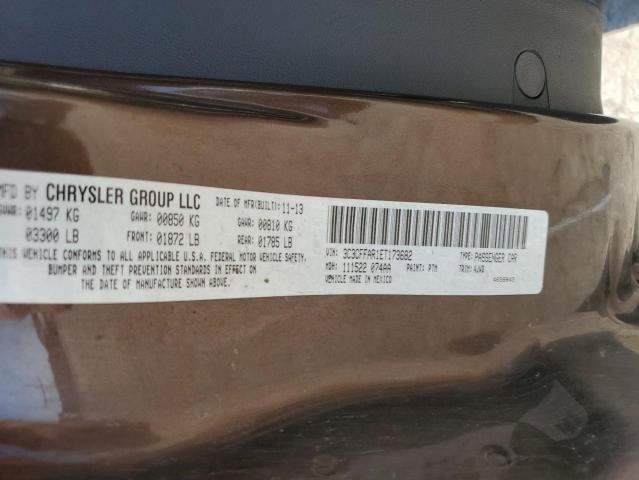 MFD BY CHRYSLER GROUP LLC DATE OF MFR(BUILT): 11-13
GVWR: 01497 KG GAWR: 00850 KG GAWR: 00810 KG
03300 LB FRONT: 01872 LB REAR: 01785 LB
THIS VEHICLE CONFORMS TO ALL APPLICABLE U.S.A. FEDERAL MOTOR VEHICLE SAFETY,
BUMPER AND THEFT PREVENTION STANDARDS IN EFFECT ON
THE DATE OF MANUFACTURE SHOWN ABOVE.
VIN: 3C3CFFAR1ET173682 TYPE: PASSENGER CAR
MDH: 111522 074AA PAINT: PTM TRIM:
VEHICLE MADE IN MEXICO